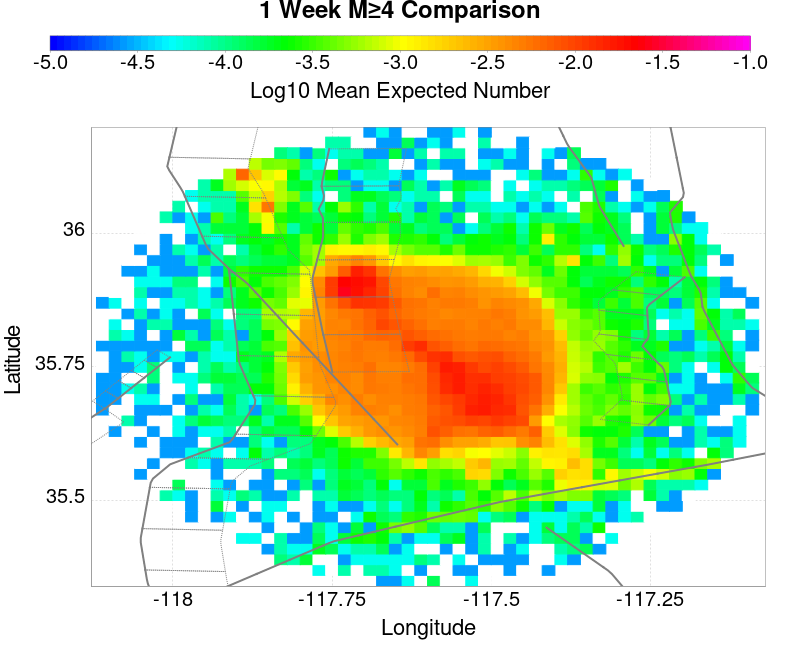 1 Week M≥4 Comparison
-5.0 -4.5 -4.0 -3.5 -3.0 -2.5 -2.0 -1.5 -1.0
Log10 Mean Expected Number
36
35.75
35.5
Latitude
-118 -117.75 -117.5 -117.25
Longitude